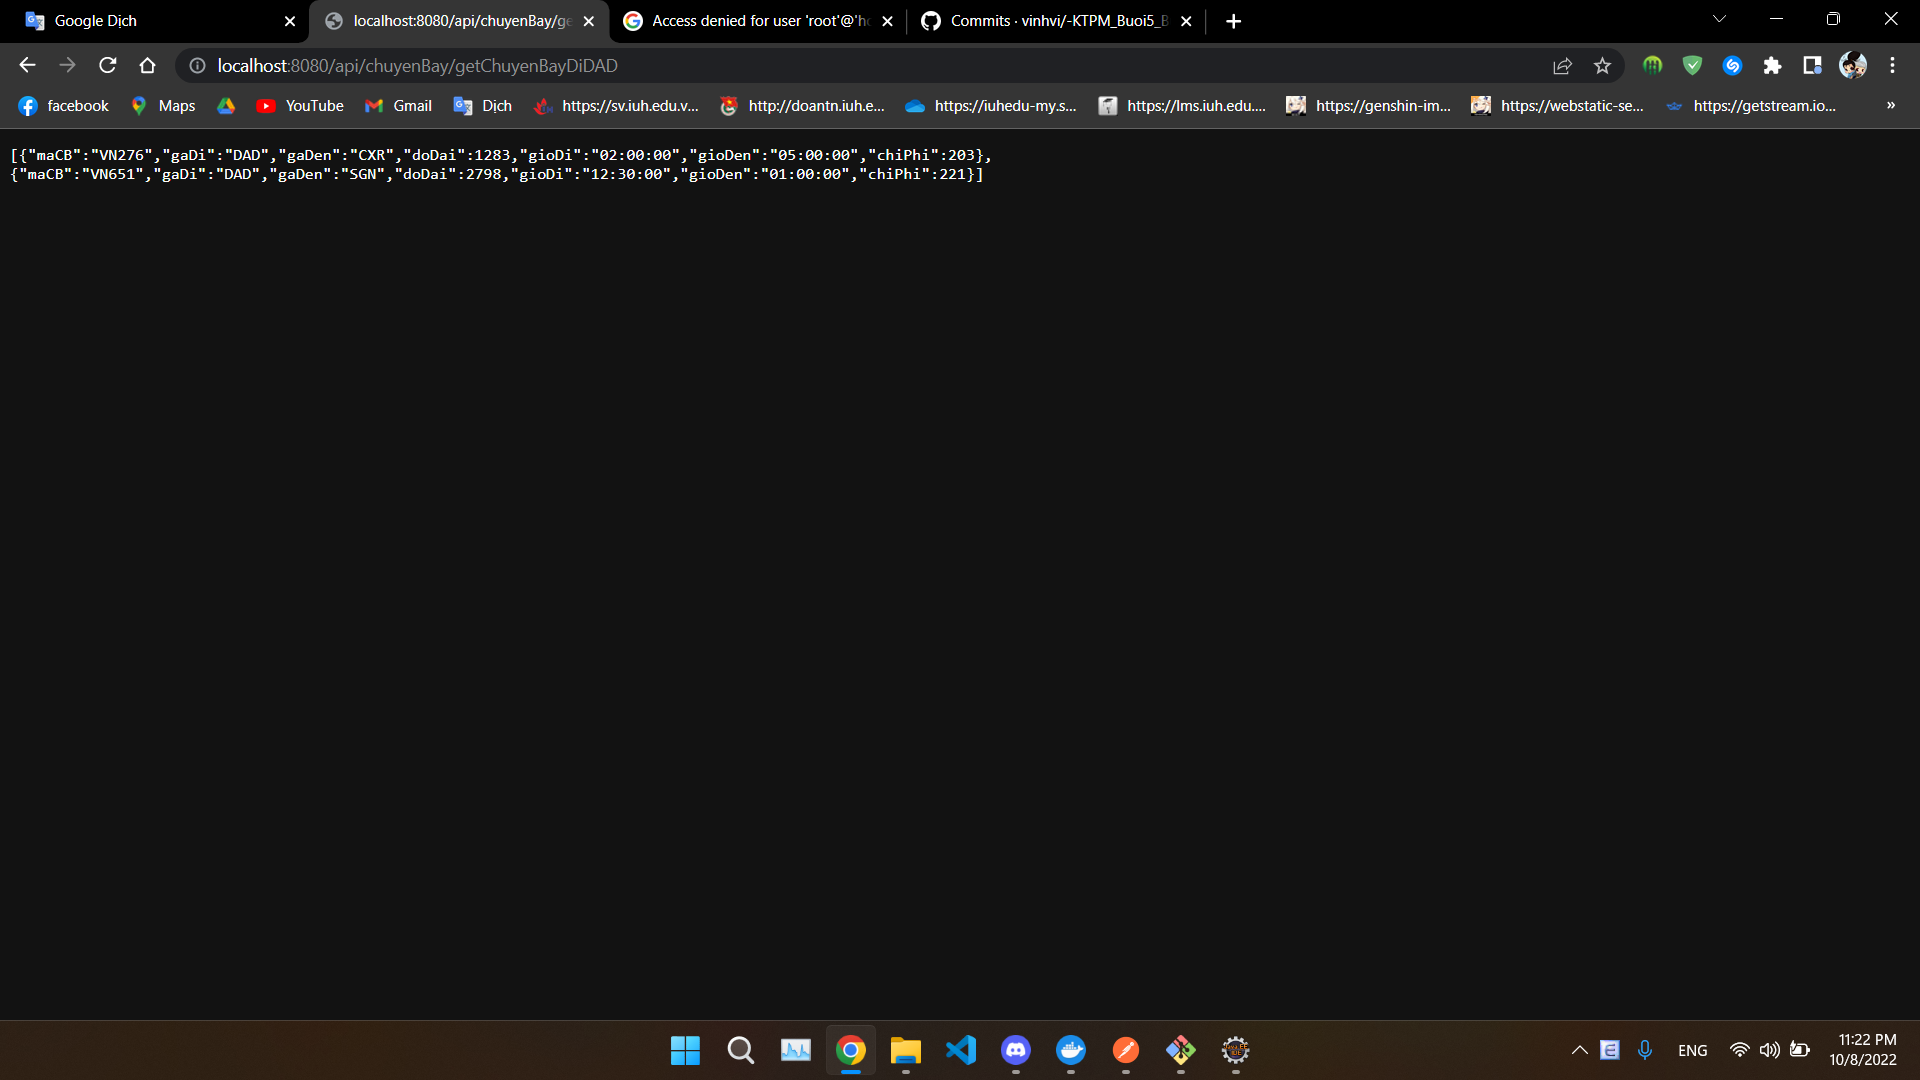 Google Dịch
localhost:8080/api/chuyenBay/ge
Access denied for user 'root'@'ho
Commits · vinhvi/-KTPM_Buoi5_B
localhost:8080/api/chuyenBay/getChuyenBayDiDAD
facebook
Maps
YouTube
Gmail
Dịch
https://sv.iuh.edu.v...
http://doantn.iuh.e...
https://iuhedu-my.s...
https://lms.iuh.edu....
https://genshin-im...
https://webstatic-se...
https://getstream.io...
»
[{"maCB":"VN276","gaDi":"DAD","gaDen":"CXR","doDai":1283,"gioDi":"02:00:00","gioDen":"05:00:00","chiPhi":203},
{"maCB":"VN651","gaDi":"DAD","gaDen":"SGN","doDai":2798,"gioDi":"12:30:00","gioDen":"01:00:00","chiPhi":221}]
ENG
11:22 PM
10/8/2022